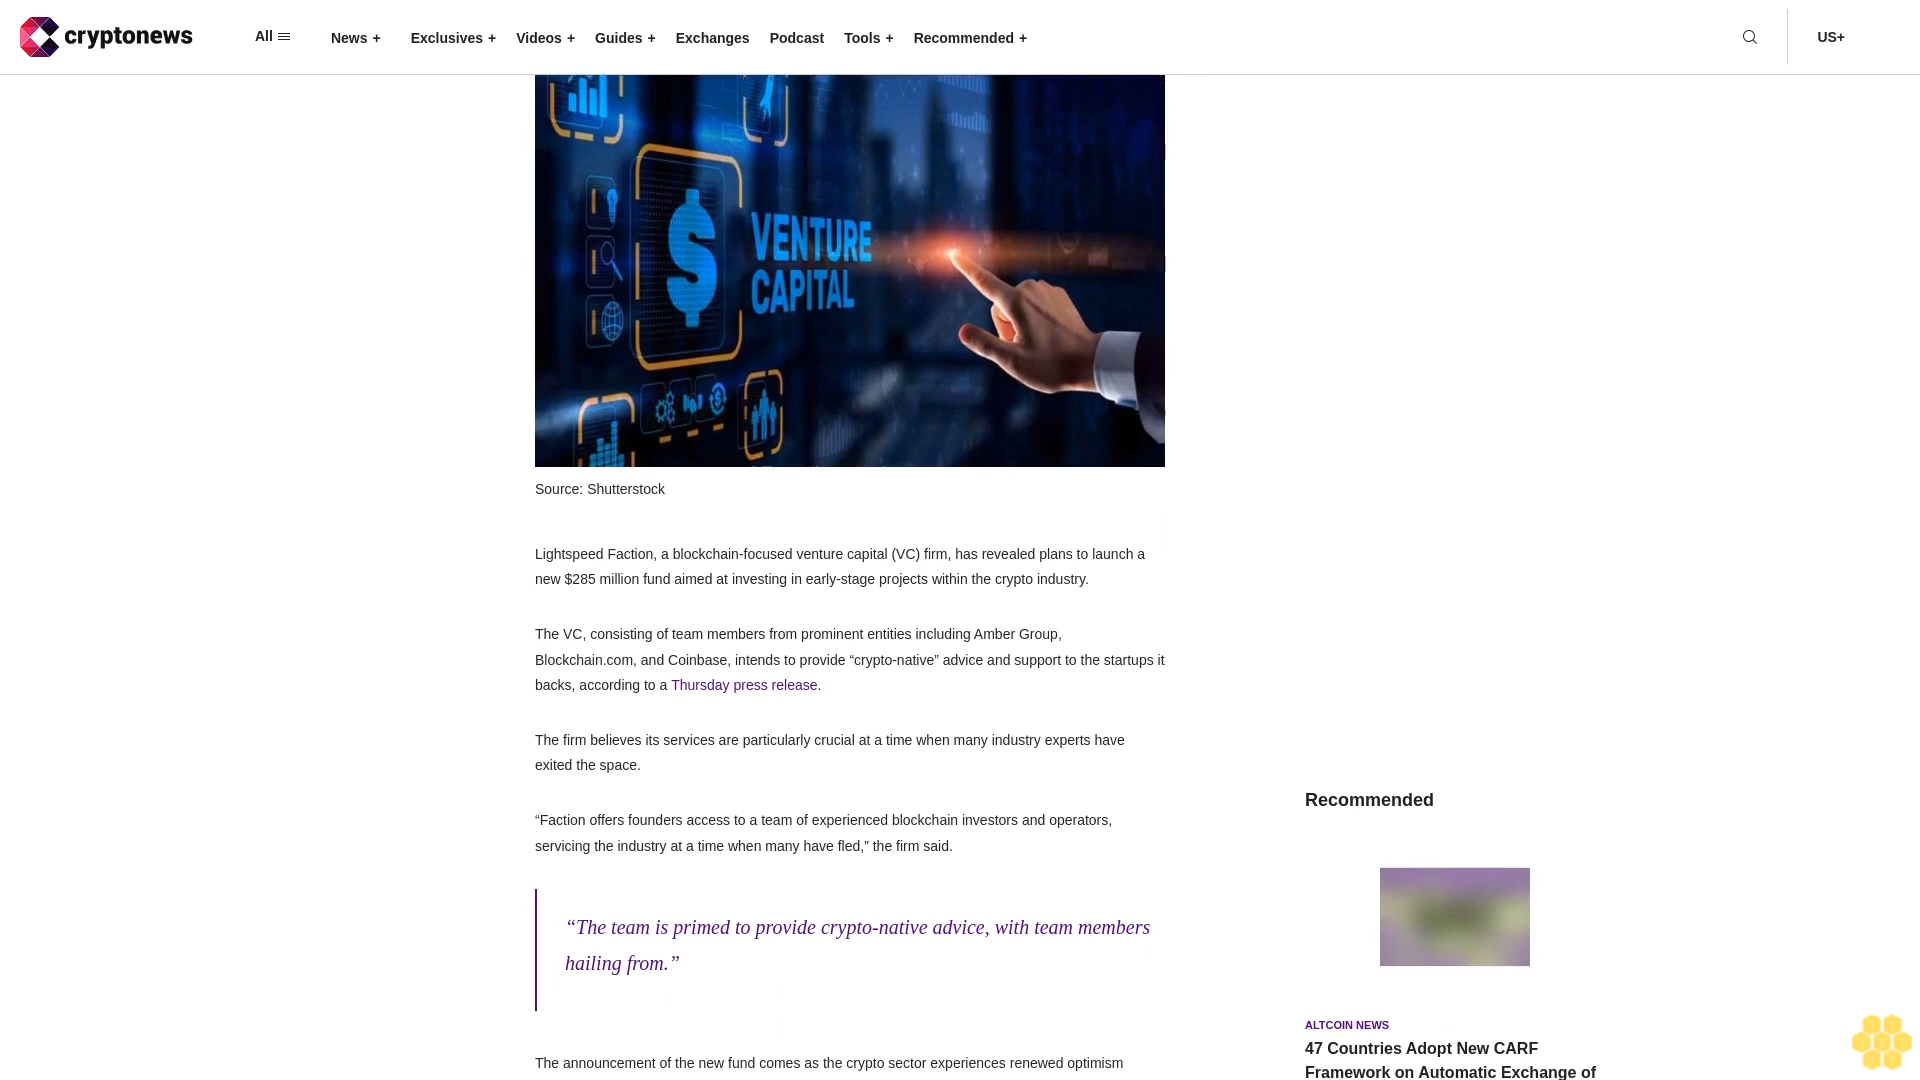 cryptonews
All
News +
Exclusives +
Videos +
Guides +
Exchanges
Podcast
Tools +
Recommended +
US+
VENTURE
CAPITAL
Source: Shutterstock
Lightspeed Faction, a blockchain-focused venture capital (VC) firm, has revealed plans to launch a
new $285 million fund aimed at investing in early-stage projects within the crypto industry.
The VC, consisting of team members from prominent entities including Amber Group,
Blockchain.com, and Coinbase, intends to provide “crypto-native” advice and support to the startups it
backs, according to a Thursday press release.
The firm believes its services are particularly crucial at a time when many industry experts have
exited the space.
“Faction offers founders access to a team of experienced blockchain investors and operators,
servicing the industry at a time when many have fled,” the firm said.
“The team is primed to provide crypto-native advice, with team members
hailing from.”
The announcement of the new fund comes as the crypto sector experiences renewed optimism
Recommended
ALTCOIN NEWS
47 Countries Adopt New CARF
Framework on Automatic Exchange of